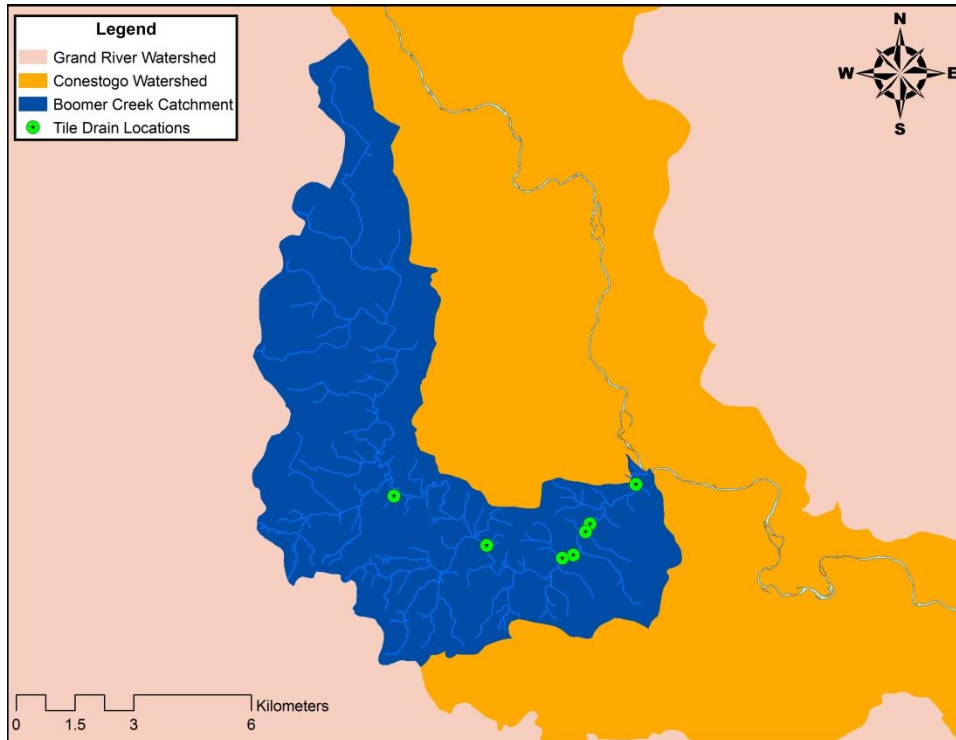 Legend
Grand River Watershed
Conestogo Watershed
Boomer Creek Catchment
Tile Drain Locations
N
W E
S
Kilometers
0 1.5 3 6